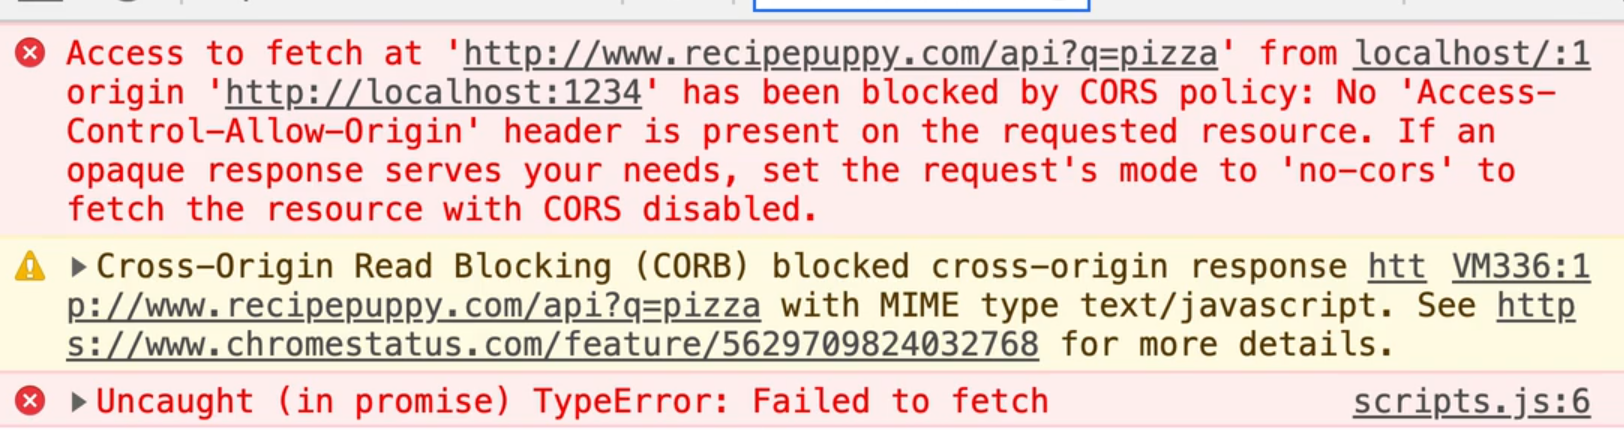 Access to fetch at 'http://www.recipepuppy.com/api?q=pizza' from localhost/:1
origin 'http://localhost:1234' has been blocked by CORS policy: No 'Access-
Control-Allow-Origin' header is present on the requested resource. If an
opaque response serves your needs, set the request's mode to 'no-cors' to
fetch the resource with CORS disabled.
Cross-Origin Read Blocking (CORB) blocked cross-origin response htt VM336:1
p://www.recipepuppy.com/api?q=pizza with MIME type text/javascript. See http
s://www.chromestatus.com/feature/5629709824032768 for more details.
Uncaught (in promise) TypeError: Failed to fetch scripts.js:6